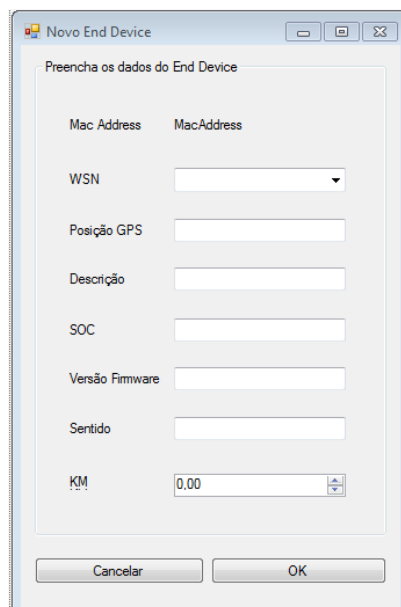 Novo End Device
Preencha os dados do End Device
Mac Address MacAddress
WSN
Posição GPS
Descrição
SOC
Versão Firmware
Sentido
KM 0,00
Cancelar OK